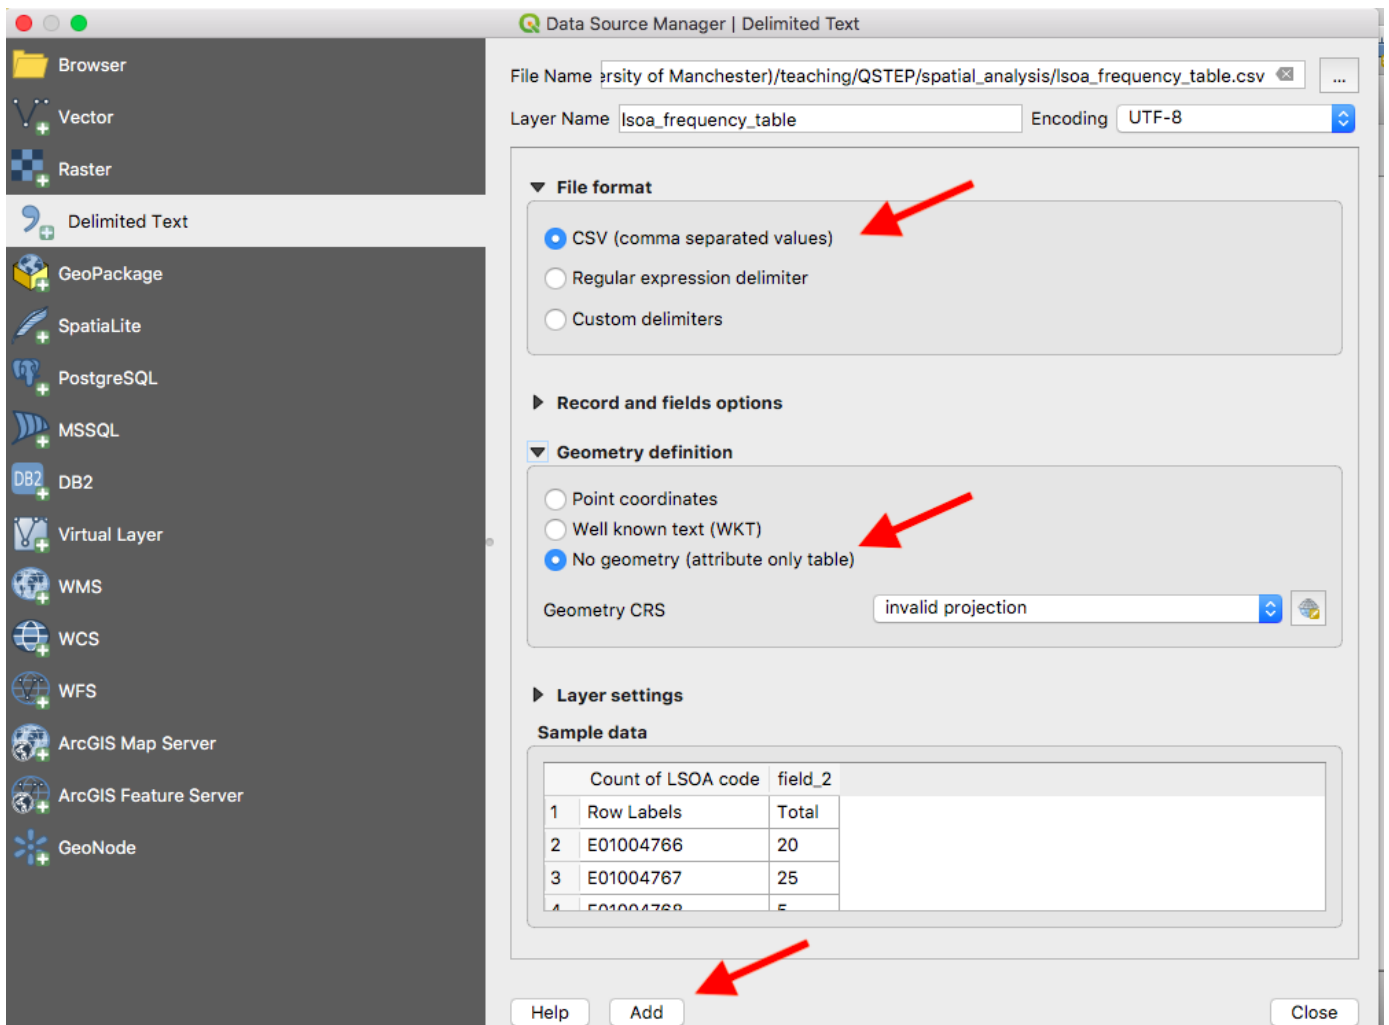 Data Source Manager | Delimited Text
Browser
Vector
Raster
Delimited Text
GeoPackage
SpatiaLite
PostgreSQL
MSSQL
DB2 DB2
Virtual Layer
WMS
WCS
WFS
ArcGIS Map Server
ArcGIS Feature Server
GeoNode
File Name ersity of Manchester)/teaching/QSTEP/spatial_analysis/lsoa_frequency_table.csv ...
Layer Name lsoa_frequency_table Encoding UTF-8
File format
CSV (comma separated values)
Regular expression delimiter
Custom delimiters
Record and fields options
Geometry definition
Point coordinates
Well known text (WKT)
No geometry (attribute only table)
Geometry CRS invalid projection
Layer settings
Sample data
Count of LSOA code field_2
1 Row Labels Total
2 E01004766 20
3 E01004767 25
4 E01004768 5
Help Add Close